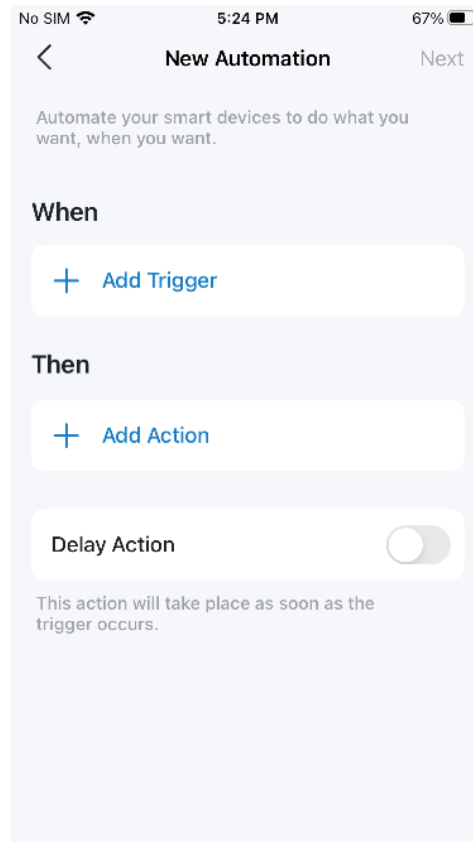 No SIM 5:24 PM 67%
New Automation Next
Automate your smart devices to do what you
want, when you want.
When
Add Trigger
Then
Add Action
Delay Action
This action will take place as soon as the
trigger occurs.